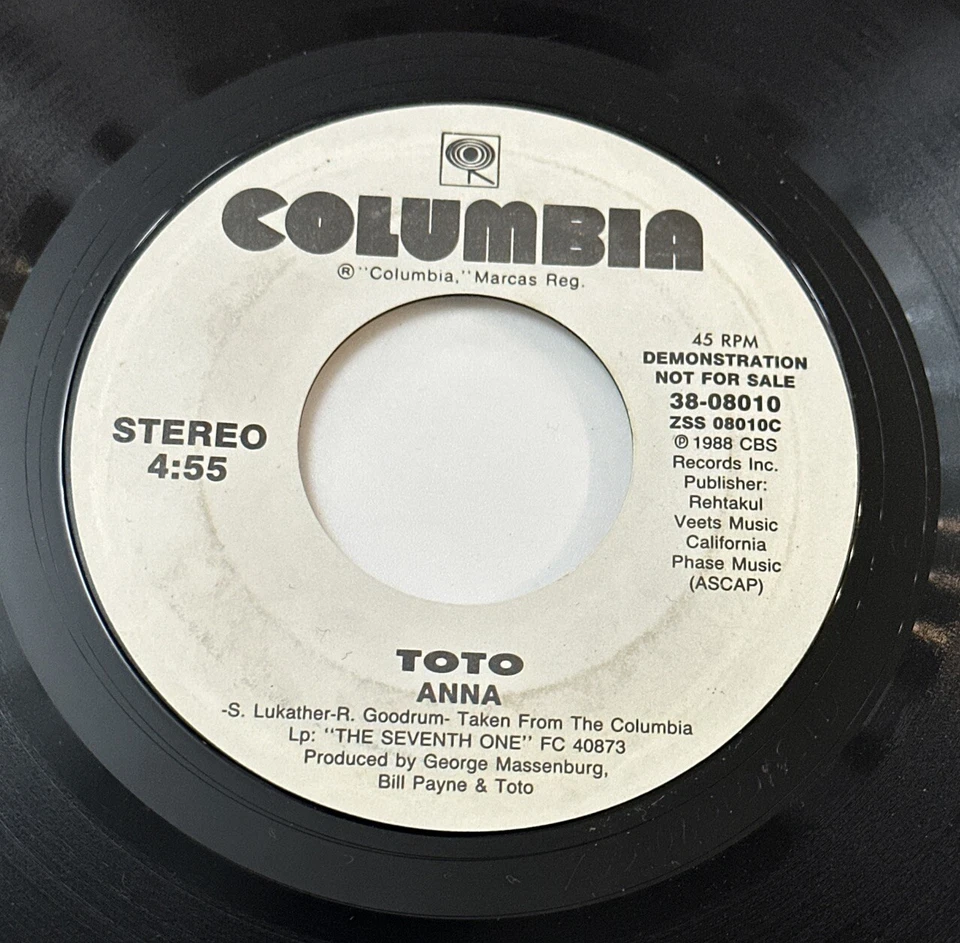 COLUMBIA
® "Columbia," Marcas Reg.
STEREO
4:55
45 RPM
DEMONSTRATION
NOT FOR SALE
38-08010
ZSS 08010C
℗ 1988 CBS
Records Inc.
Publisher:
Rehtakul
Veets Music
California
Phase Music
(ASCAP)
TOTO
ANNA
-S. Lukather-R. Goodrum- Taken From The Columbia
Lp: "THE SEVENTH ONE" FC 40873
Produced by George Massenburg,
Bill Payne & Toto